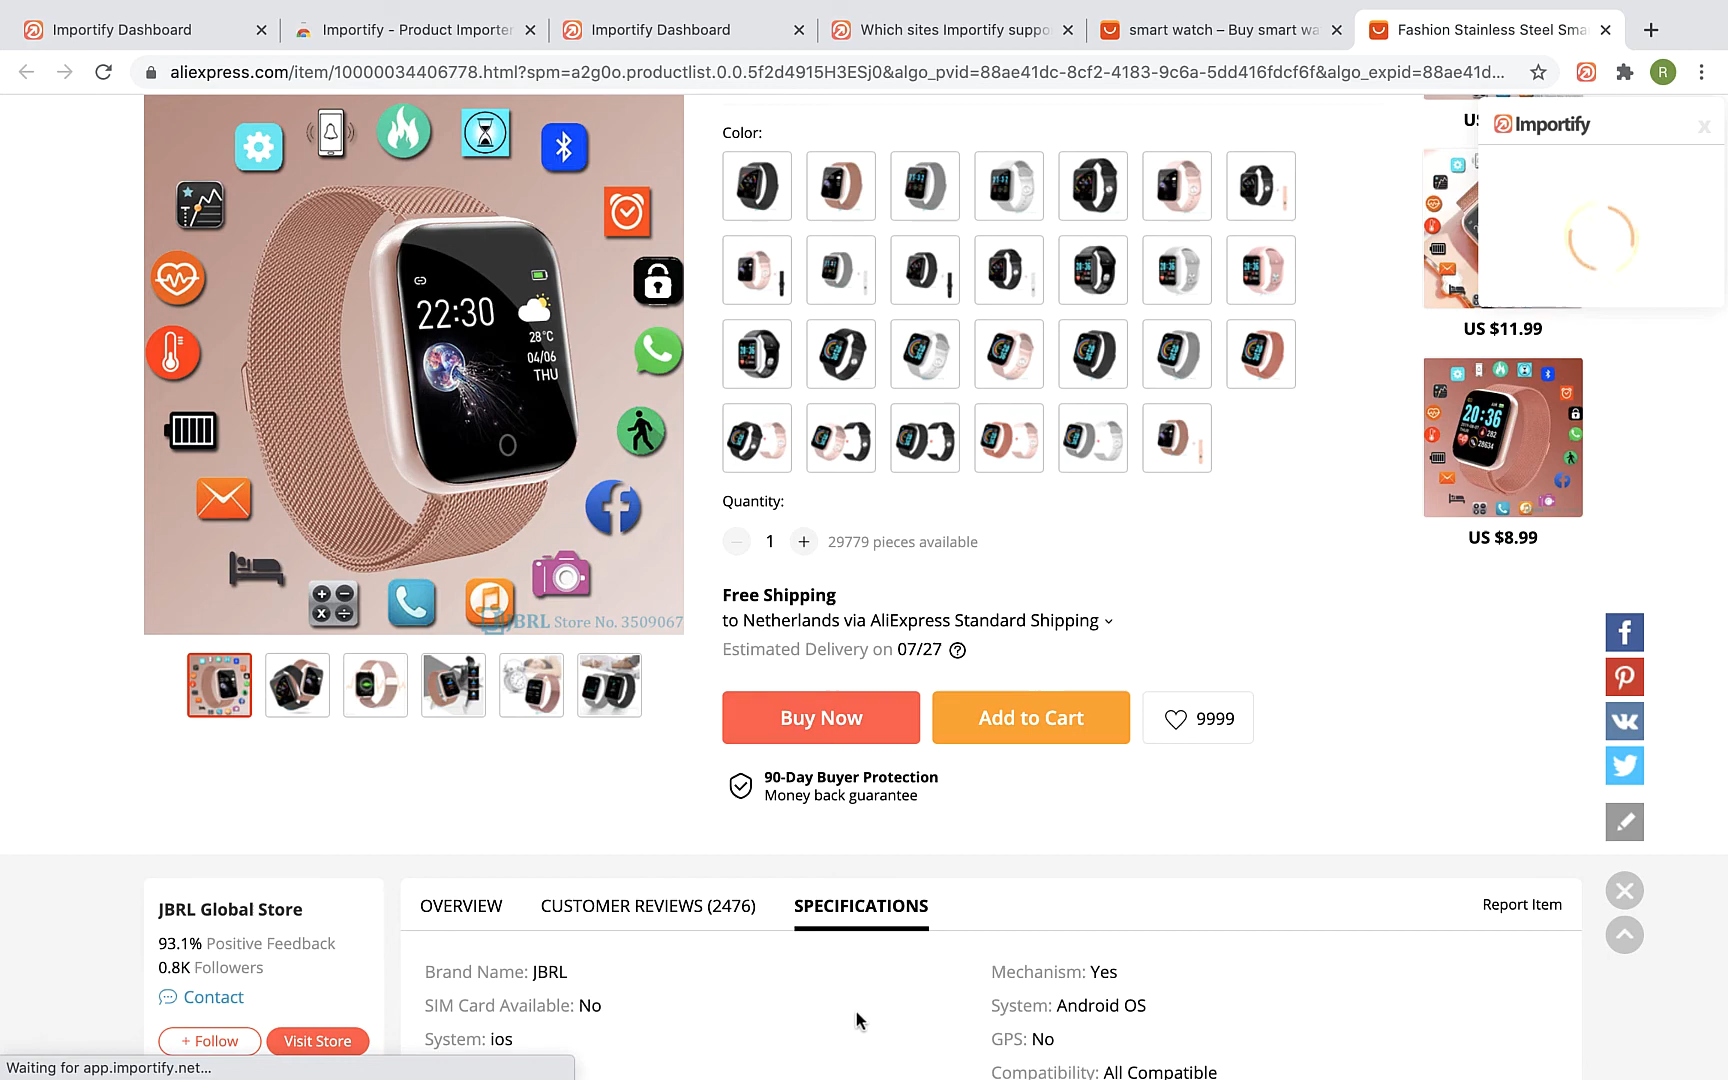 Importify Dashboard
Importify - Product Importer
Importify Dashboard
Which sites Importify suppo
smart watch – Buy smart wa
Fashion Stainless Steel Sma
aliexpress.com/item/10000034406778.html?spm=a2g0o.productlist.0.0.5f2d4915H3ESj0&algo_pvid=88ae41dc-8cf2-4183-9c6a-5dd416fdcf6f&algo_expid=88ae41d...
R
Importify
x
22:30
28°C
04/06
THU
JBRL Store No. 3509067
Color:
Quantity:
1
29779 pieces available
Free Shipping
to Netherlands via AliExpress Standard Shipping
Estimated Delivery on 07/27
Buy Now
Add to Cart
9999
90-Day Buyer Protection
Money back guarantee
US $11.99
20:36
US $8.99
JBRL Global Store
93.1% Positive Feedback
0.8K Followers
Contact
+ Follow
Visit Store
OVERVIEW
CUSTOMER REVIEWS (2476)
SPECIFICATIONS
Report Item
Brand Name: JBRL
Mechanism: Yes
SIM Card Available: No
System: Android OS
System: ios
GPS: No
Compatibility: All Compatible
Waiting for app.importify.net...